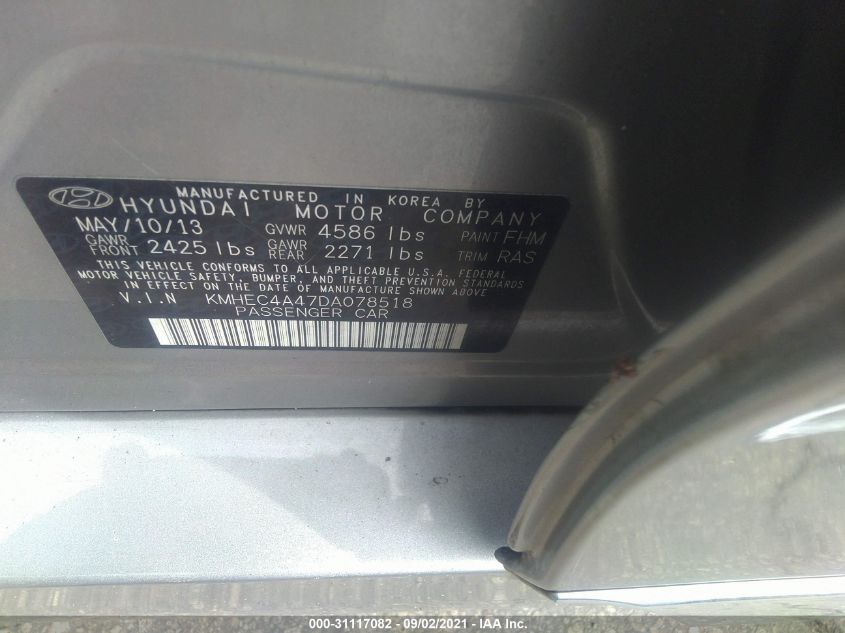 MANUFACTURED IN KOREA BY
HYUNDAI MOTOR COMPANY
MAY/10/13 GVWR 4586 lbs PAINT FHM
GAWR FRONT 2425 lbs GAWR REAR 2271 lbs TRIM RAS
THIS VEHICLE CONFORMS TO ALL APPLICABLE U.S.A. FEDERAL
MOTOR VEHICLE SAFETY, BUMPER, AND THEFT PREVENTION STANDARDS
IN EFFECT ON THE DATE OF MANUFACTURE SHOWN ABOVE
V.I.N KMHEC4A47DA078518
PASSENGER CAR
000-31117082 - 09/02/2021 - IAA Inc.